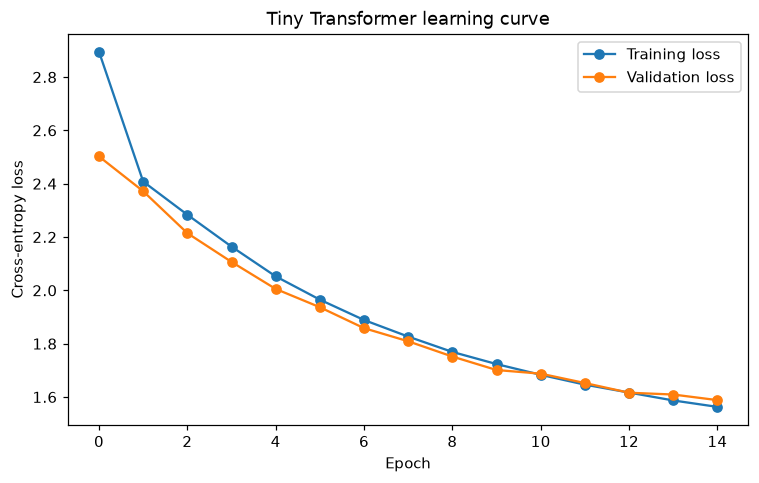 Tiny Transformer learning curve
Training loss
Validation loss
Cross-entropy loss
2.8
2.6
2.4
2.2
2.0
1.8
1.6
0 2 4 6 8 10 12 14
Epoch